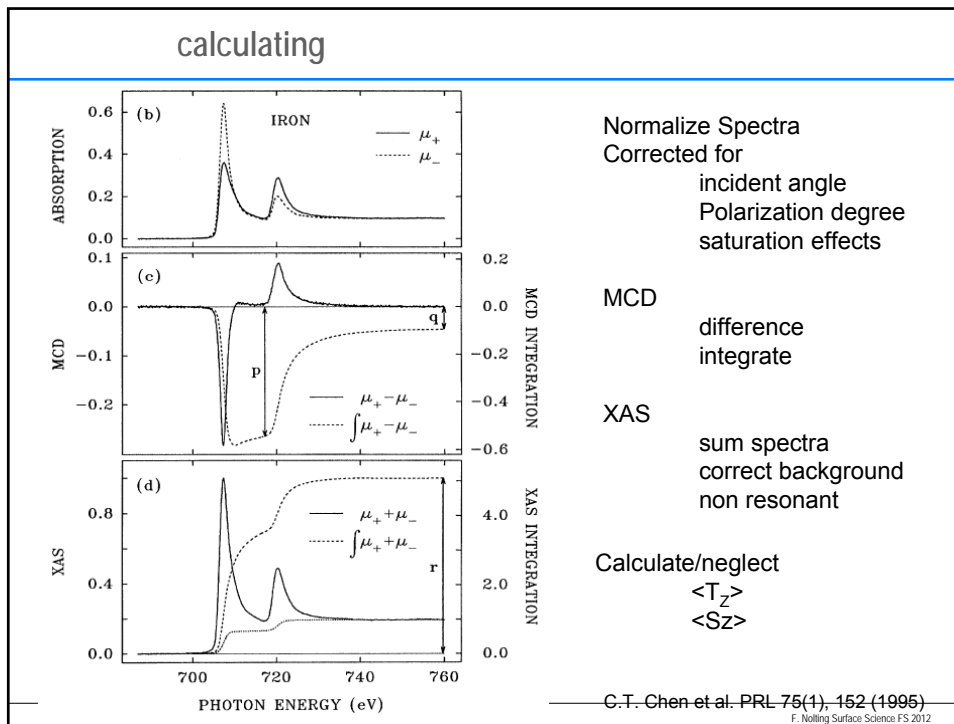 calculating
(b)
IRON
μ₊
μ₋
ABSORPTION
0.6
0.4
0.2
0.0
(c)
MCD
0.1
0.0
−0.1
−0.2
p
q
μ₊−μ₋
∫μ₊−μ₋
0.2
0.0
−0.2
−0.4
−0.6
MCD INTEGRATION
(d)
XAS
0.8
0.4
0.0
μ₊+μ₋
∫μ₊+μ₋
r
4.0
2.0
0.0
XAS INTEGRATION
700 720 740 760
PHOTON ENERGY (eV)
Normalize Spectra
Corrected for
incident angle
Polarization degree
saturation effects
MCD
difference
integrate
XAS
sum spectra
correct background
non resonant
Calculate/neglect
<T_Z>
<Sz>
C.T. Chen et al. PRL 75(1), 152 (1995)
F. Nolting Surface Science FS 2012